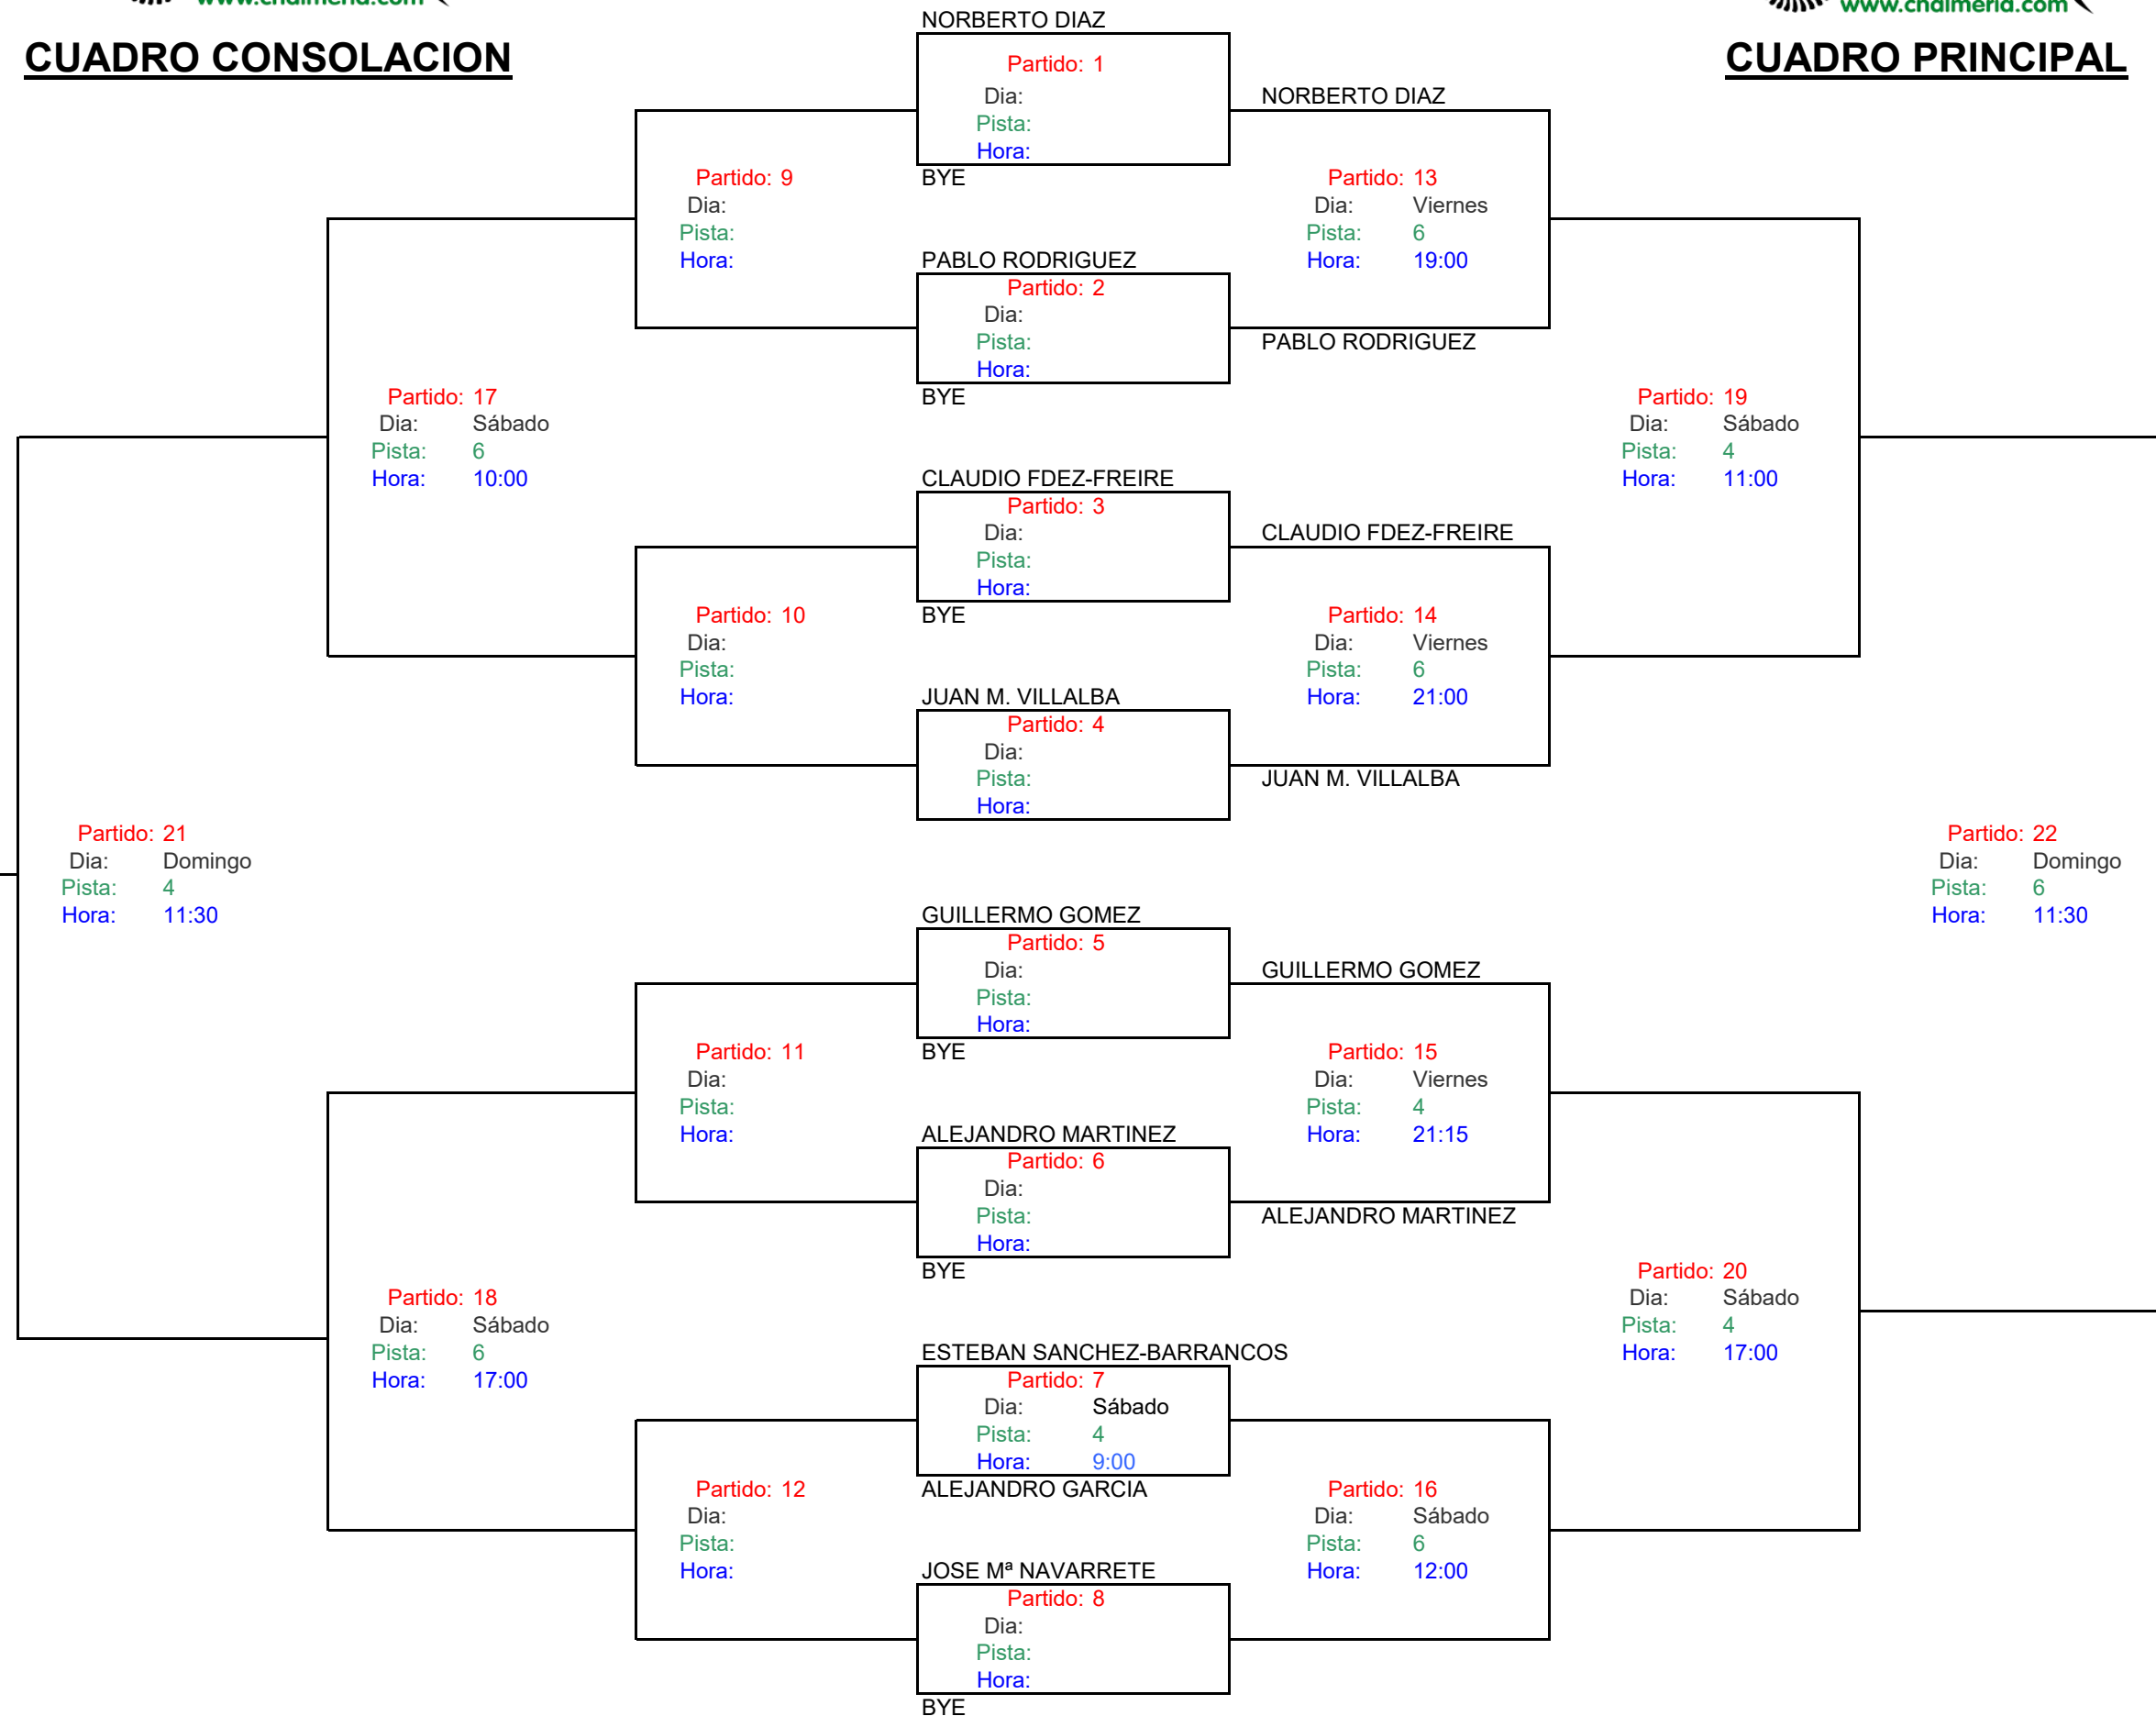 www.cnalmeria.com
www.cnalmeria.com
CUADRO CONSOLACION
CUADRO PRINCIPAL
NORBERTO DIAZ
Partido: 1
Dia:
Pista:
Hora:
BYE
NORBERTO DIAZ
Partido: 9
Dia:
Pista:
Hora:
Partido: 13
Dia: Viernes
Pista: 6
Hora: 19:00
PABLO RODRIGUEZ
Partido: 2
Dia:
Pista:
Hora:
BYE
PABLO RODRIGUEZ
Partido: 17
Dia: Sábado
Pista: 6
Hora: 10:00
Partido: 19
Dia: Sábado
Pista: 4
Hora: 11:00
CLAUDIO FDEZ-FREIRE
Partido: 3
Dia:
Pista:
Hora:
BYE
CLAUDIO FDEZ-FREIRE
Partido: 10
Dia:
Pista:
Hora:
Partido: 14
Dia: Viernes
Pista: 6
Hora: 21:00
JUAN M. VILLALBA
Partido: 4
Dia:
Pista:
Hora:
JUAN M. VILLALBA
Partido: 21
Dia: Domingo
Pista: 4
Hora: 11:30
Partido: 22
Dia: Domingo
Pista: 6
Hora: 11:30
GUILLERMO GOMEZ
Partido: 5
Dia:
Pista:
Hora:
BYE
GUILLERMO GOMEZ
Partido: 11
Dia:
Pista:
Hora:
Partido: 15
Dia: Viernes
Pista: 4
Hora: 21:15
ALEJANDRO MARTINEZ
Partido: 6
Dia:
Pista:
Hora:
BYE
ALEJANDRO MARTINEZ
Partido: 18
Dia: Sábado
Pista: 6
Hora: 17:00
Partido: 20
Dia: Sábado
Pista: 4
Hora: 17:00
ESTEBAN SANCHEZ-BARRANCOS
Partido: 7
Dia: Sábado
Pista: 4
Hora: 9:00
ALEJANDRO GARCIA
Partido: 12
Dia:
Pista:
Hora:
Partido: 16
Dia: Sábado
Pista: 6
Hora: 12:00
JOSE Mª NAVARRETE
Partido: 8
Dia:
Pista:
Hora:
BYE